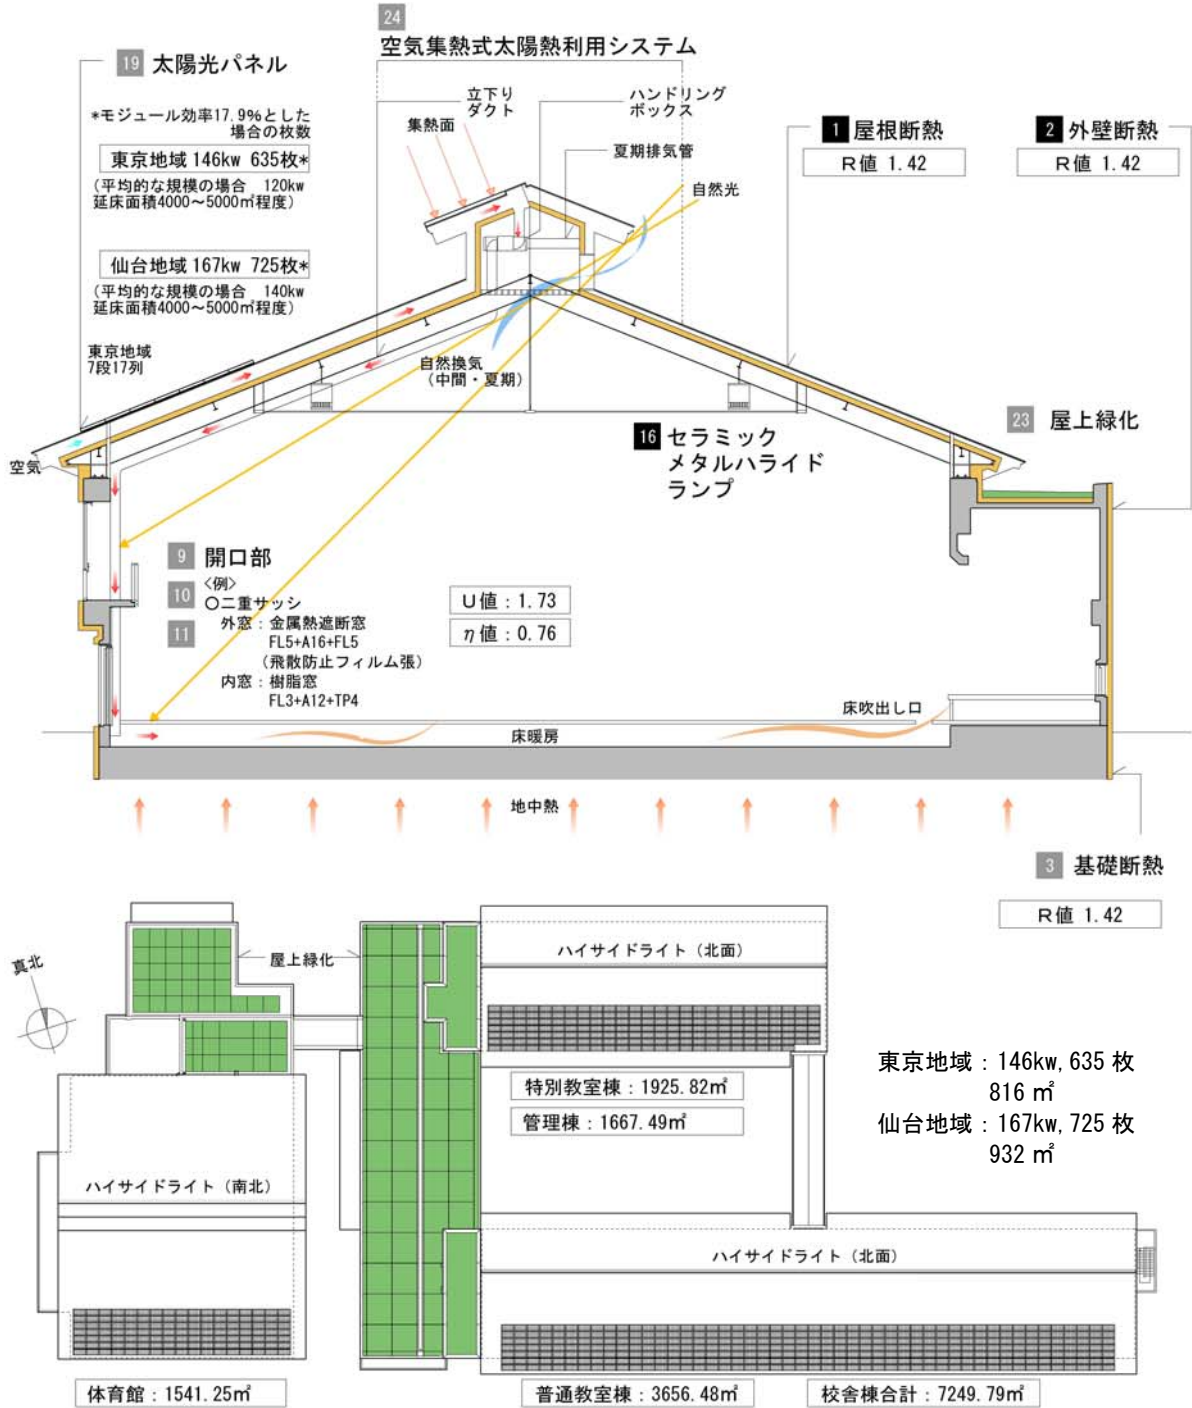 24
空気集熱式太陽熱利用システム
19 太陽光パネル
*モジュール効率17.9%とした
場合の枚数
東京地域 146kw 635枚*
(平均的な規模の場合 120kw
延床面積4000～5000㎡程度)
仙台地域 167kw 725枚*
(平均的な規模の場合 140kw
延床面積4000～5000㎡程度)
東京地域
7段17列
立下り
ダクト
集熱面
ハンドリング
ボックス
夏期排気管
自然光
1 屋根断熱
R値 1.42
2 外壁断熱
R値 1.42
自然換気
(中間・夏期)
空気
16 セラミック
メタルハライド
ランプ
23 屋上緑化
9 開口部
10
11
〈例〉
○二重サッシ
外窓：金属熱遮断窓
FL5+A16+FL5
(飛散防止フィルム張)
内窓：樹脂窓
FL3+A12+TP4
U値：1.73
η値：0.76
床吹出し口
床暖房
地中熱
3 基礎断熱
R値 1.42
真北
屋上緑化
ハイサイドライト(北面)
特別教室棟：1925.82㎡
管理棟：1667.49㎡
東京地域：146kw,635枚
816㎡
仙台地域：167kw,725枚
932㎡
ハイサイドライト(南北)
ハイサイドライト(北面)
体育館：1541.25㎡
普通教室棟：3656.48㎡
校舎棟合計：7249.79㎡